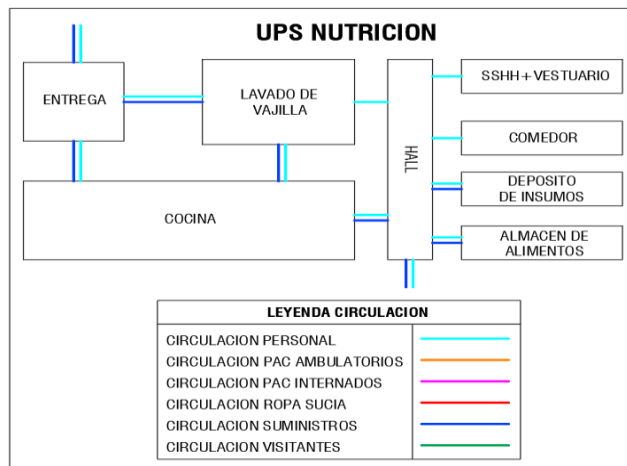 UPS NUTRICION
ENTREGA
LAVADO DE
VAJILLA
HALL
SSHH+VESTUARIO
COMEDOR
DEPOSITO
DE INSUMOS
COCINA
ALMACEN DE
ALIMENTOS
LEYENDA CIRCULACION
CIRCULACION PERSONAL
CIRCULACION PAC AMBULATORIOS
CIRCULACION PAC INTERNADOS
CIRCULACION ROPA SUCIA
CIRCULACION SUMINISTROS
CIRCULACION VISITANTES